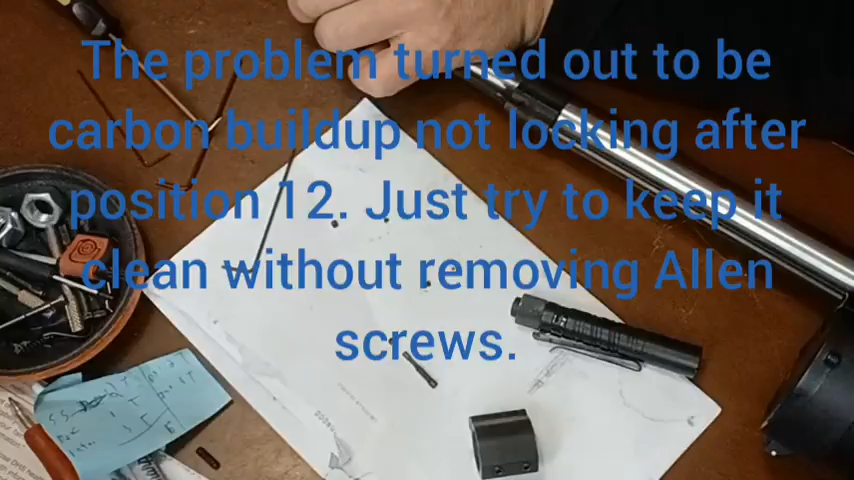 The problem turned out to be
carbon buildup not locking after
position 12. Just try to keep it
clean without removing Allen
screws.